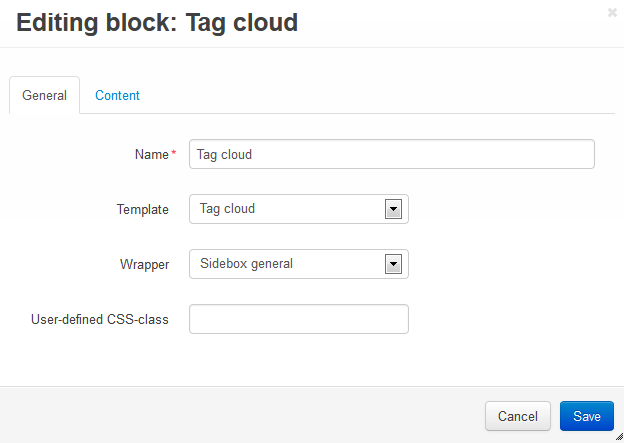 Editing block: Tag cloud
General Content
Name * Tag cloud
Template Tag cloud
Wrapper Sidebox general
User-defined CSS-class
Cancel Save